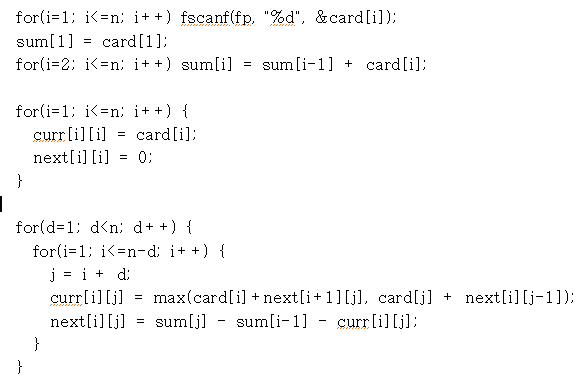 for(i=1; i<=n; i++) fscanf(fp, "%d", &card[i]);
sum[1] = card[1];
for(i=2; i<=n; i++) sum[i] = sum[i-1] + card[i];
for(i=1; i<=n; i++) {
curr[i][i] = card[i];
next[i][i] = 0;
}
for(d=1; d<n; d++) {
for(i=1; i<=n-d; i++) {
j = i + d;
curr[i][j] = max(card[i]+next[i+1][j], card[j] + next[i][j-1]);
next[i][j] = sum[j] - sum[i-1] - curr[i][j];
}
}